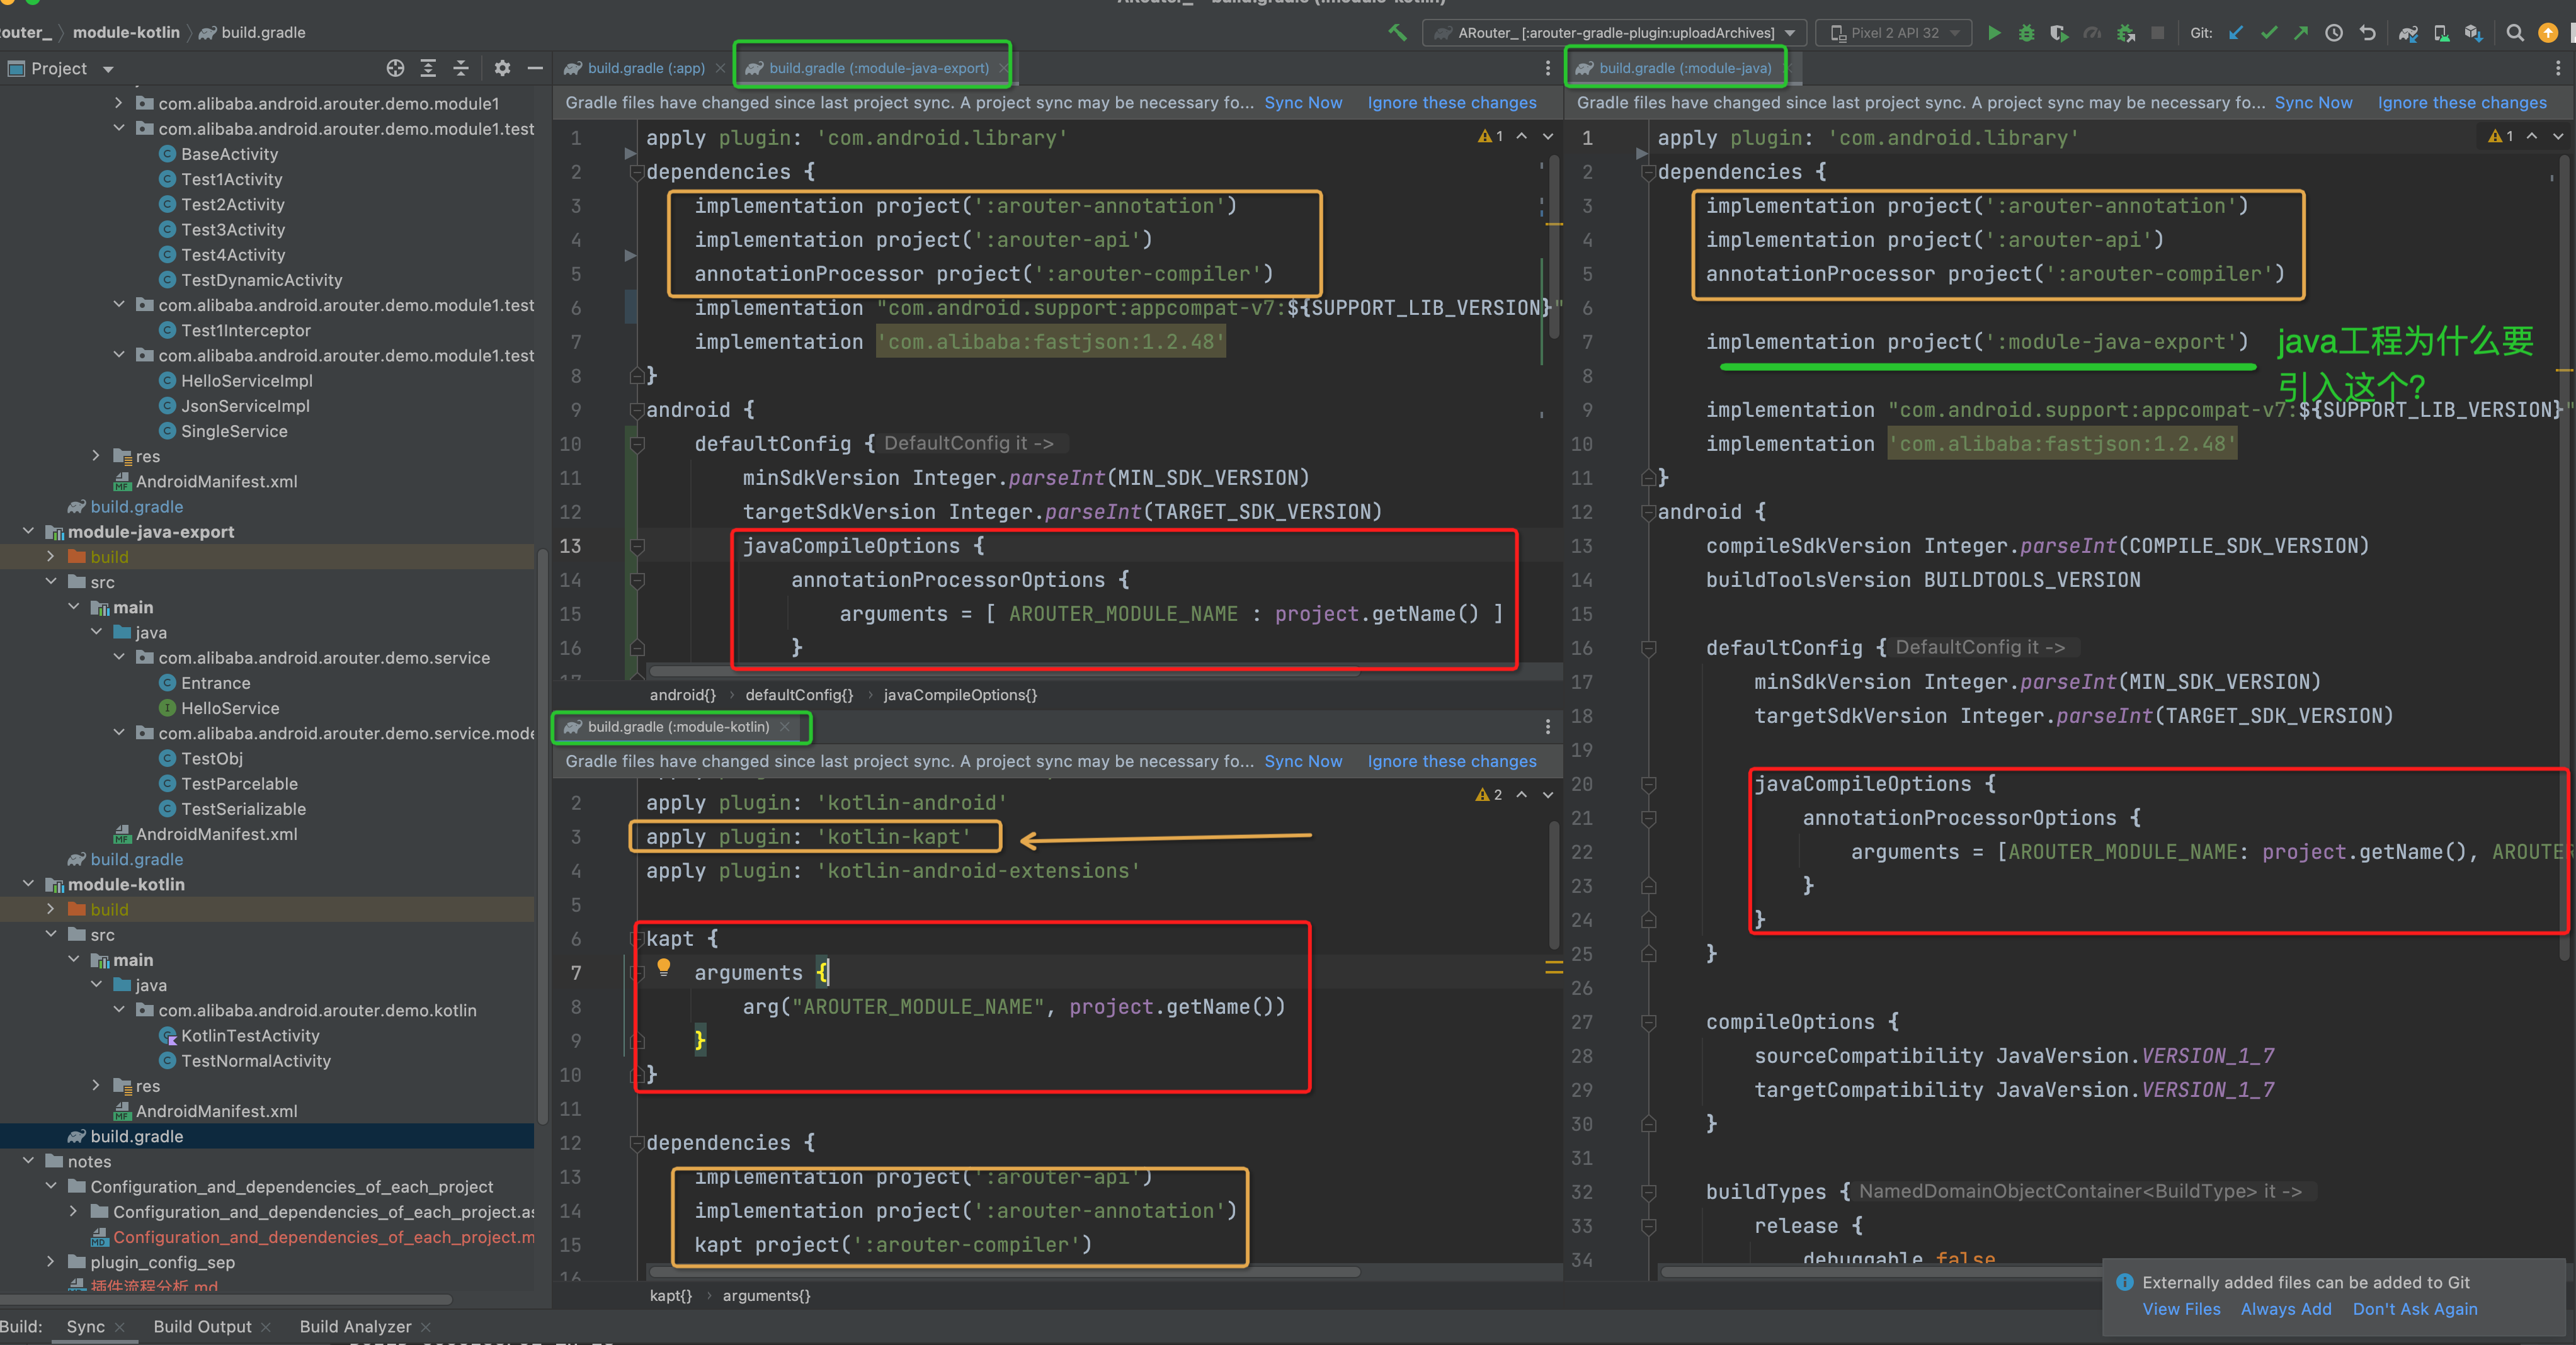 ARouter_ – build.gradle (:module-kotlin)
outer_ 〉 module-kotlin 〉 build.gradle
ARouter_ [:arouter-gradle-plugin:uploadArchives]
Pixel 2 API 32
Git:
Project
com.alibaba.android.arouter.demo.module1
com.alibaba.android.arouter.demo.module1.test
BaseActivity
Test1Activity
Test2Activity
Test3Activity
Test4Activity
TestDynamicActivity
com.alibaba.android.arouter.demo.module1.test
Test1Interceptor
com.alibaba.android.arouter.demo.module1.test
HelloServiceImpl
JsonServiceImpl
SingleService
res
AndroidManifest.xml
build.gradle
module-java-export
build
src
main
java
com.alibaba.android.arouter.demo.service
Entrance
HelloService
com.alibaba.android.arouter.demo.service.mode
TestObj
TestParcelable
TestSerializable
AndroidManifest.xml
build.gradle
module-kotlin
build
src
main
java
com.alibaba.android.arouter.demo.kotlin
KotlinTestActivity
TestNormalActivity
res
AndroidManifest.xml
build.gradle
notes
Configuration_and_dependencies_of_each_project
Configuration_and_dependencies_of_each_project.as
Configuration_and_dependencies_of_each_project.m
plugin_config_sep
插件流程分析.md
build.gradle (:app)
build.gradle (:module-java-export)
Gradle files have changed since last project sync. A project sync may be necessary fo... Sync Now Ignore these changes
1 apply plugin: 'com.android.library'
2 dependencies {
3 implementation project(':arouter-annotation')
4 implementation project(':arouter-api')
5 annotationProcessor project(':arouter-compiler')
6 implementation "com.android.support:appcompat-v7:${SUPPORT_LIB_VERSION}"
7 implementation 'com.alibaba:fastjson:1.2.48'
8 }
9 android {
10 defaultConfig { DefaultConfig it ->
11 minSdkVersion Integer.parseInt(MIN_SDK_VERSION)
12 targetSdkVersion Integer.parseInt(TARGET_SDK_VERSION)
13 javaCompileOptions {
14 annotationProcessorOptions {
15 arguments = [ AROUTER_MODULE_NAME : project.getName() ]
16 }
17
1
android{} › defaultConfig{} › javaCompileOptions{}
build.gradle (:module-kotlin)
Gradle files have changed since last project sync. A project sync may be necessary fo... Sync Now Ignore these changes
2 apply plugin: 'kotlin-android'
3 apply plugin: 'kotlin-kapt'
4 apply plugin: 'kotlin-android-extensions'
5
6 kapt {
7 arguments {
8 arg("AROUTER_MODULE_NAME", project.getName())
9 }
10 }
11
12 dependencies {
13 implementation project(':arouter-api')
14 implementation project(':arouter-annotation')
15 kapt project(':arouter-compiler')
16
2
kapt{} › arguments{}
build.gradle (:module-java)
Gradle files have changed since last project sync. A project sync may be necessary fo... Sync Now Ignore these changes
1 apply plugin: 'com.android.library'
2 dependencies {
3 implementation project(':arouter-annotation')
4 implementation project(':arouter-api')
5 annotationProcessor project(':arouter-compiler')
6
7 implementation project(':module-java-export')
java工程为什么要
引入这个?
8
9 implementation "com.android.support:appcompat-v7:${SUPPORT_LIB_VERSION}"
10 implementation 'com.alibaba:fastjson:1.2.48'
11 }
12 android {
13 compileSdkVersion Integer.parseInt(COMPILE_SDK_VERSION)
14 buildToolsVersion BUILDTOOLS_VERSION
15
16 defaultConfig { DefaultConfig it ->
17 minSdkVersion Integer.parseInt(MIN_SDK_VERSION)
18 targetSdkVersion Integer.parseInt(TARGET_SDK_VERSION)
19
20 javaCompileOptions {
21 annotationProcessorOptions {
22 arguments = [AROUTER_MODULE_NAME: project.getName(), AROUTER
23 }
24 }
25 }
26
27 compileOptions {
28 sourceCompatibility JavaVersion.VERSION_1_7
29 targetCompatibility JavaVersion.VERSION_1_7
30 }
31
32 buildTypes { NamedDomainObjectContainer<BuildType> it ->
33 release {
34 debuggable false
1
Externally added files can be added to Git
View Files Always Add Don't Ask Again
Build: Sync Build Output Build Analyzer